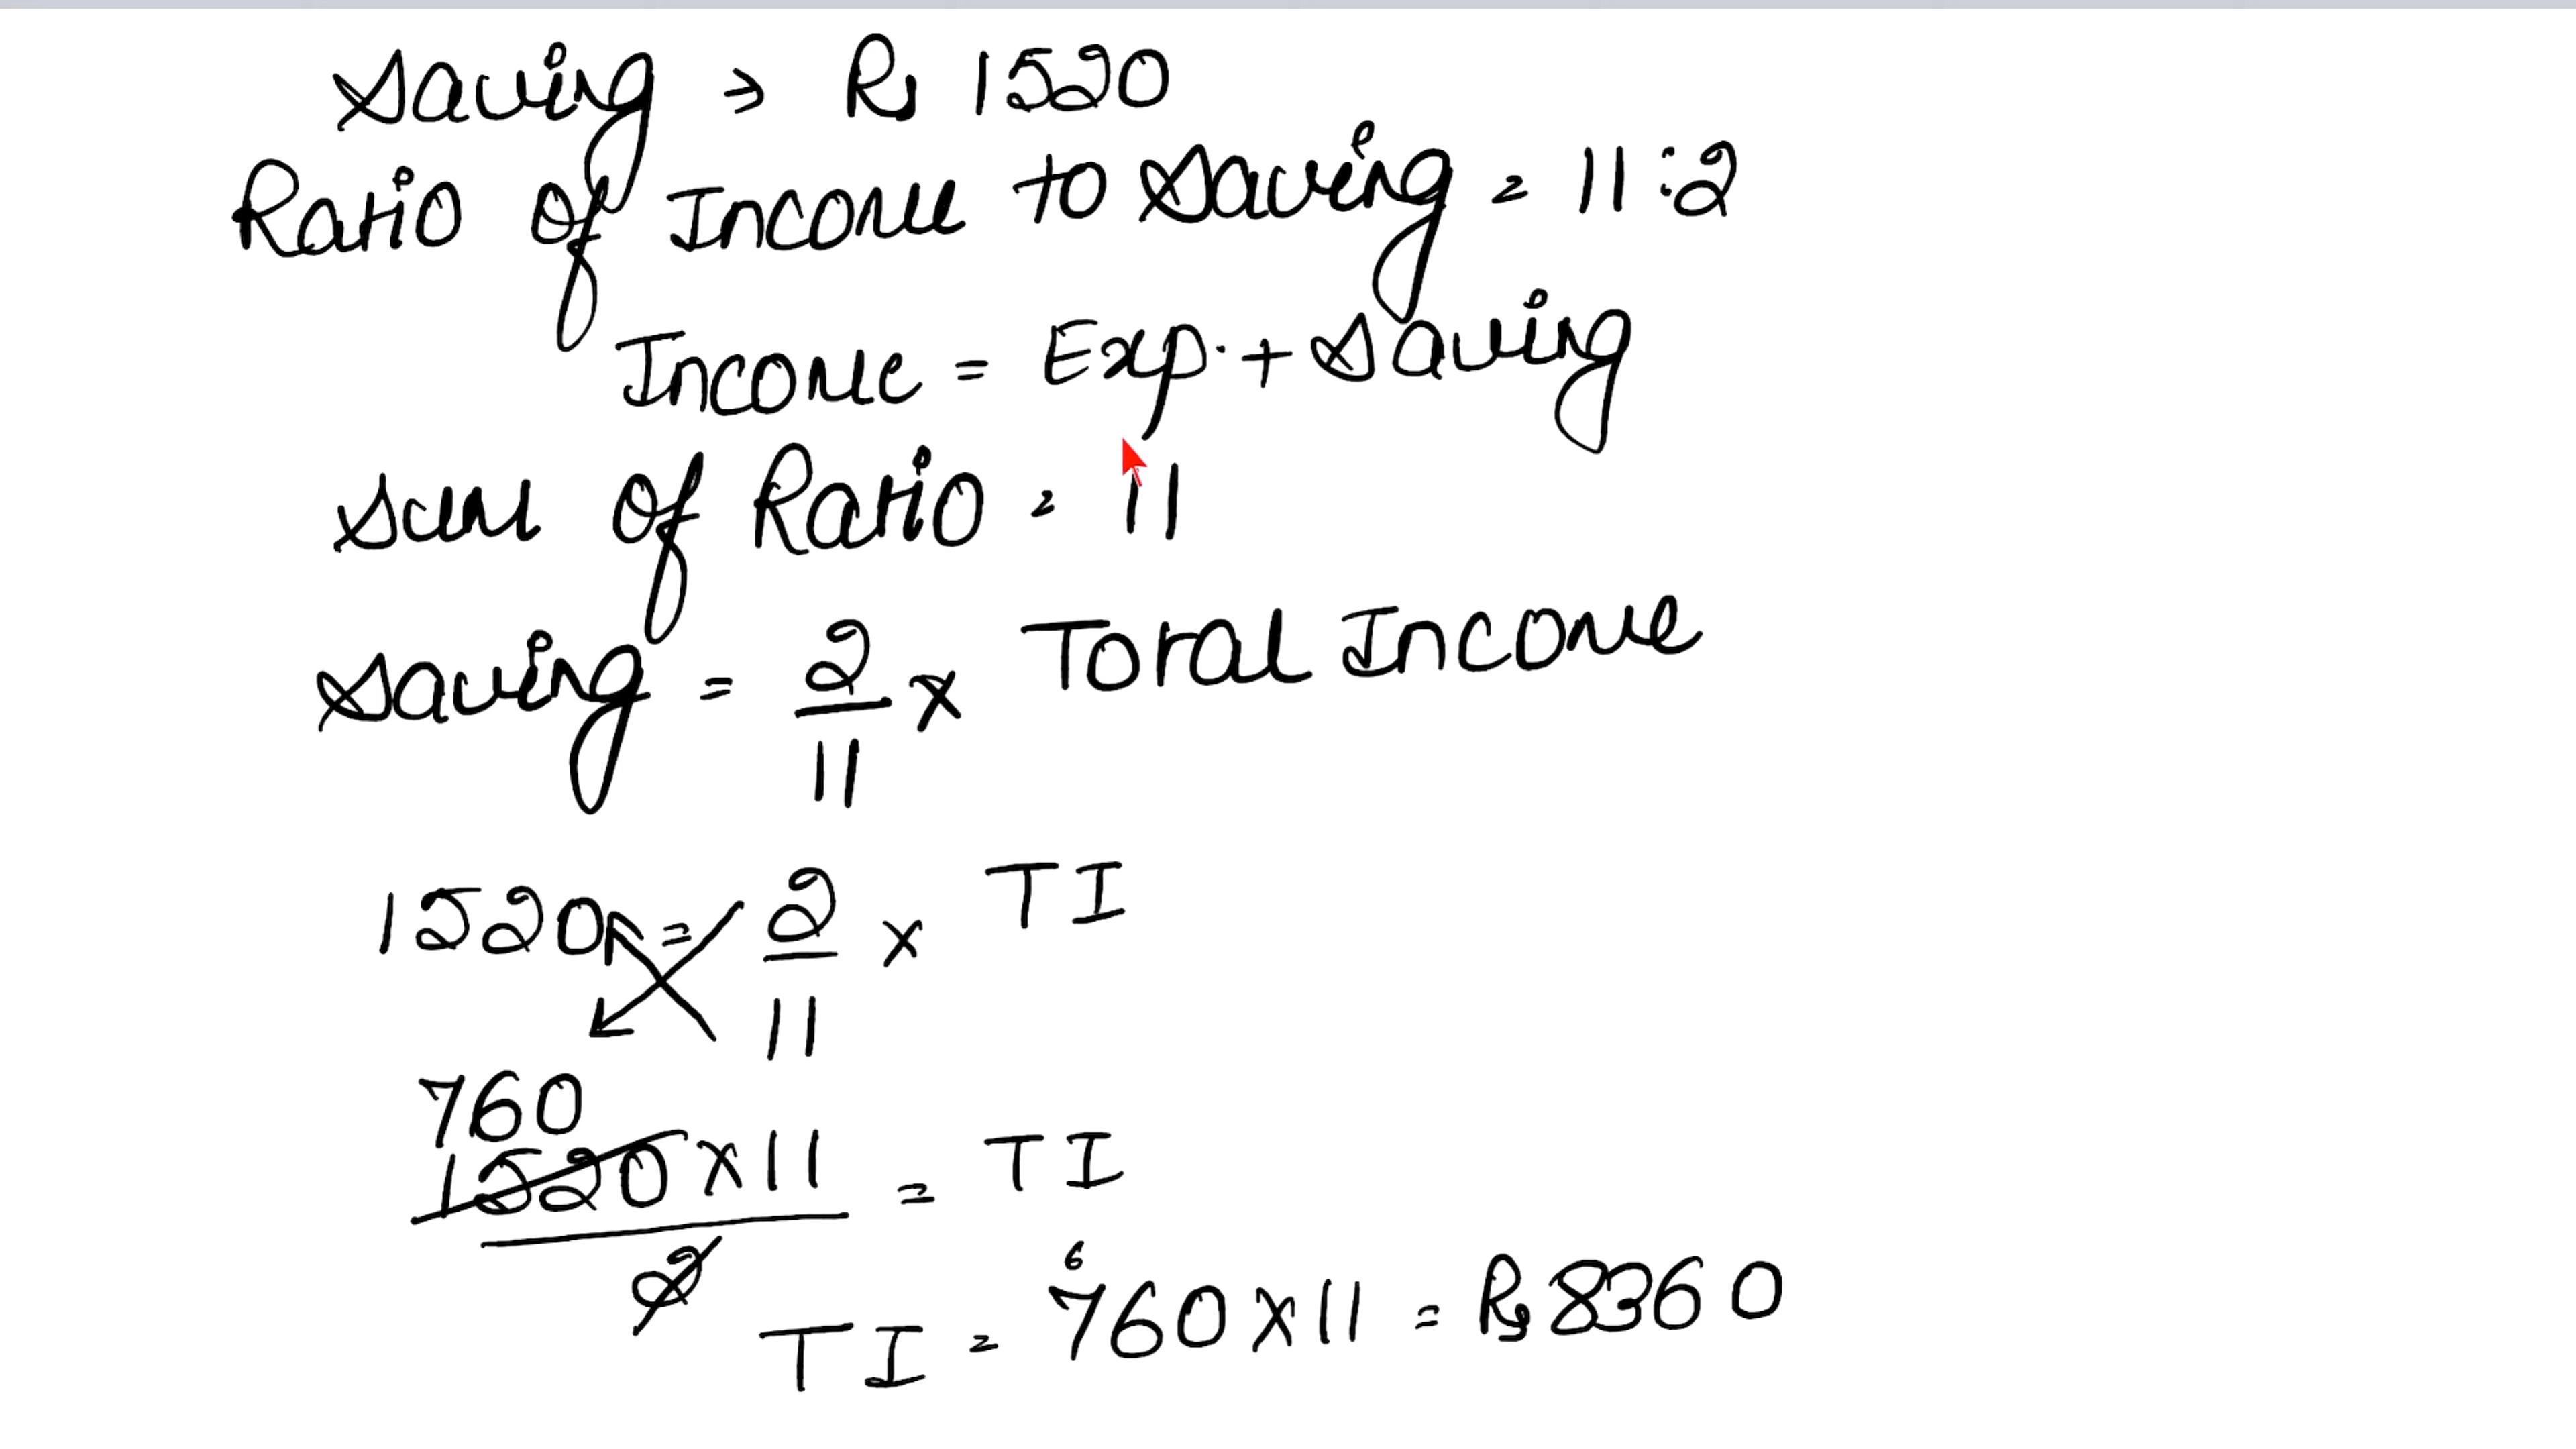 Saving → Rs 1520
Ratio of Income to Saving = 11:2
Income = Exp. + Saving
Sum of Ratio = 11
Saving = 2/11 x Total Income
1520 = 2/11 x TI
760
1520 x 11 / 2 = TI
6
TI = 760 x 11 = Rs 8360